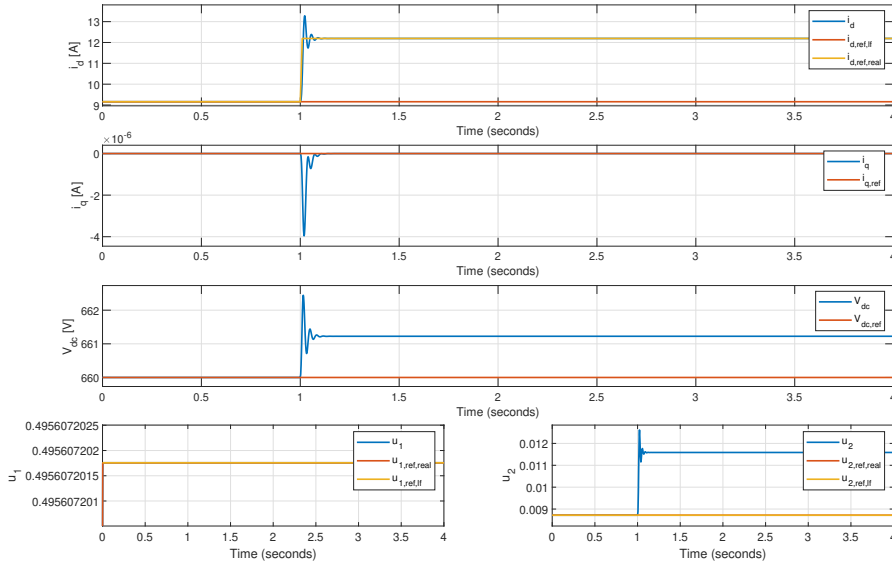 i_d [A]
13
12
11
10
9
i_d
i_d,ref,lf
i_d,ref,real
0 0.5 1 1.5 2 2.5 3 3.5 4
Time (seconds)
×10^-6
i_q [A]
0
-2
-4
i_q
i_q,ref
0 0.5 1 1.5 2 2.5 3 3.5 4
Time (seconds)
V_dc [V]
662
661
660
V_dc
V_dc,ref
0 0.5 1 1.5 2 2.5 3 3.5 4
Time (seconds)
u_1
0.4956072025
0.495607202
0.4956072015
0.495607201
u_1
u_1,ref,real
u_1,ref,lf
0 0.5 1 1.5 2 2.5 3 3.5 4
Time (seconds)
u_2
0.012
0.011
0.01
0.009
u_2
u_2,ref,real
u_2,ref,lf
0 0.5 1 1.5 2 2.5 3 3.5 4
Time (seconds)